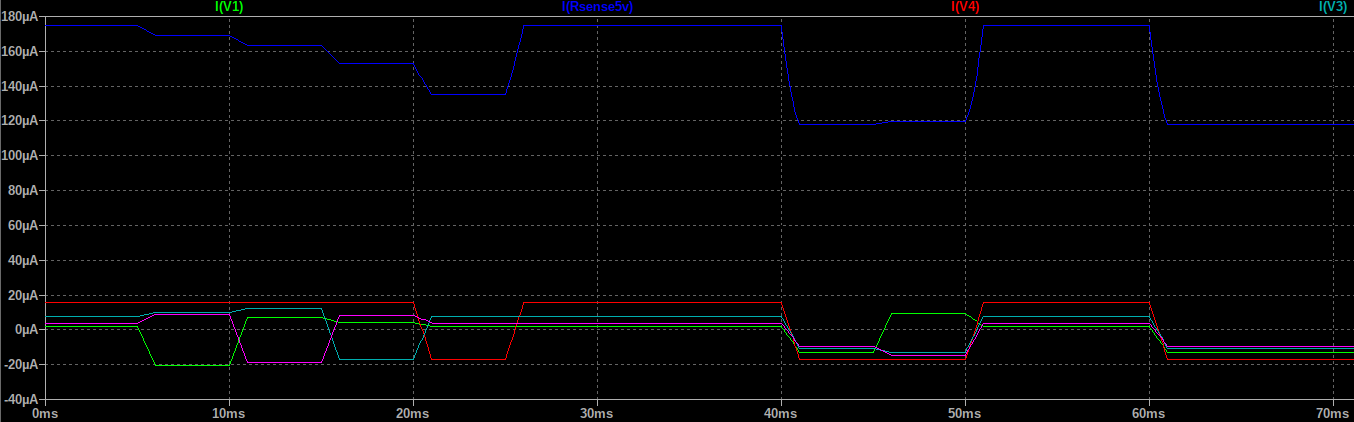 I(V1) I(Rsense5v) I(V4) I(V3)
180µA
160µA
140µA
120µA
100µA
80µA
60µA
40µA
20µA
0µA
-20µA
-40µA
0ms 10ms 20ms 30ms 40ms 50ms 60ms 70ms